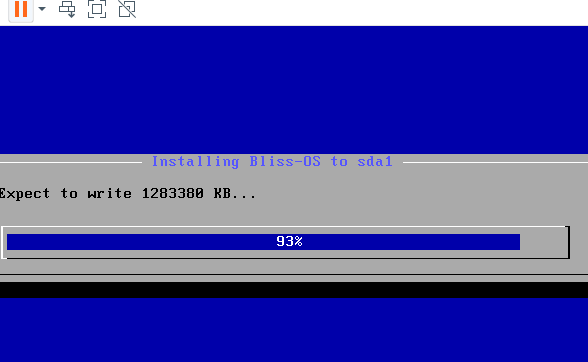 Installing Bliss-OS to sda1
Expect to write 1283380 KB...
93%